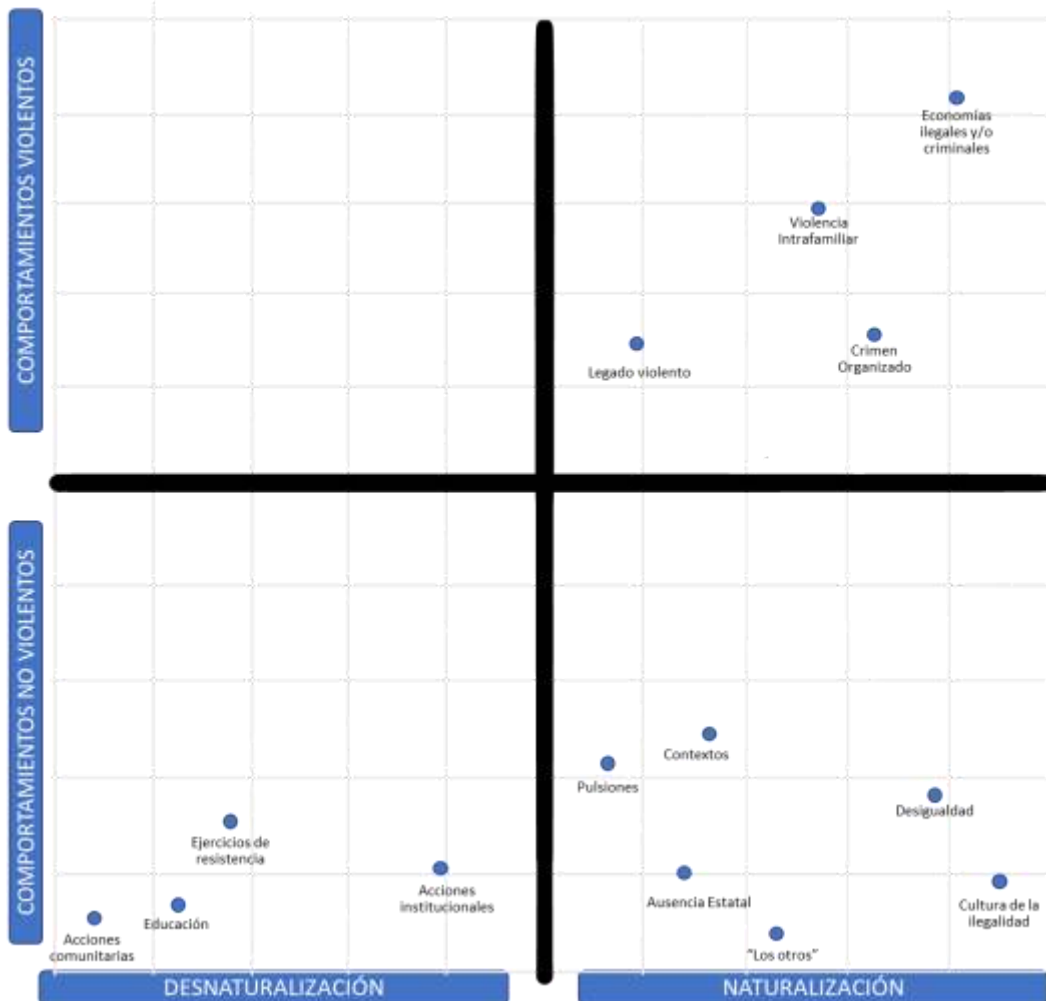 COMPORTAMIENTOS VIOLENTOS
Economías
ilegales y/o
criminales
Violencia
Intrafamiliar
Legado violento
Crimen
Organizado
COMPORTAMIENTOS NO VIOLENTOS
Contextos
Pulsiones
Desigualdad
Ejercicios de
resistencia
Acciones
institucionales
Ausencia Estatal
Cultura de la
ilegalidad
Educación
Acciones
comunitarias
"Los otros"
DESNATURALIZACIÓN
NATURALIZACIÓN